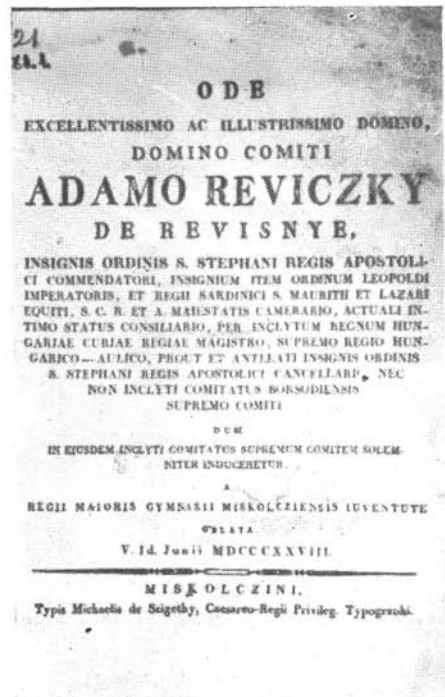 21
ODE
EXCELLENTISSIMO AC ILLUSTRISSIMO DOMINO,
DOMINO COMITI
ADAMO REVICZKY
DE REVISNYE,
INSIGNIS ORDINIS S. STEPHANI REGIS APOSTOLI-
CI COMMENDATORI, INSIGNIUM ITEM ORDINUM LEOPOLDI
IMPERATORIS, ET REGII SARDINICI S. MAURITII ET LAZARI
EQUITI, S. C. R. ET A. MAIESTATIS CAMERARIO, ACTUALI IN-
TIMO STATUS CONSILIARIO, PER INCLYTUM REGNUM HUN-
GARIAE CURIAE REGIAE MAGISTRO, SUPREMO REGIO HUN-
GARICO-AULICO, PROUT ET ANTELATI INSIGNIS ORDINIS
S. STEPHANI REGIS APOSTOLICI CANCELLARIO, NEC
NON INCLYTI COMITATUS BORSODIENSIS
SUPREMO COMITI
DUM
IN EJUSDEM INCLYTI COMITATUS SUPREMUM COMITEM SOLEM-
NITER INDUCERETUR.
A
REGII MAIORIS GYMNASII MISKOLCZIENSIS IUVENTUTE
OBLATA
V. Id. Junii MDCCCXXVIII.
MISKOLCZINI,
Typis Michaelis de Szigethy, Caesareo-Regii Privileg. Typographi.